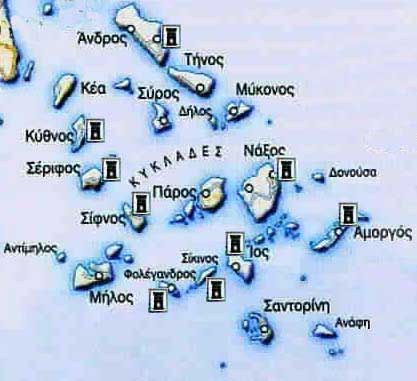 Άνδρος
Τήνος
Κέα
Σύρος
Μύκονος
Δήλος
Κύθνος
ΚΥΚΛΑΔΕΣ
Νάξος
Σέριφος
Δονούσα
Πάρος
Σίφνος
Αμοργός
Αντίμηλος
Σίκινος
Ίος
Φολέγανδρος
Μήλος
Σαντορίνη
Ανάφη